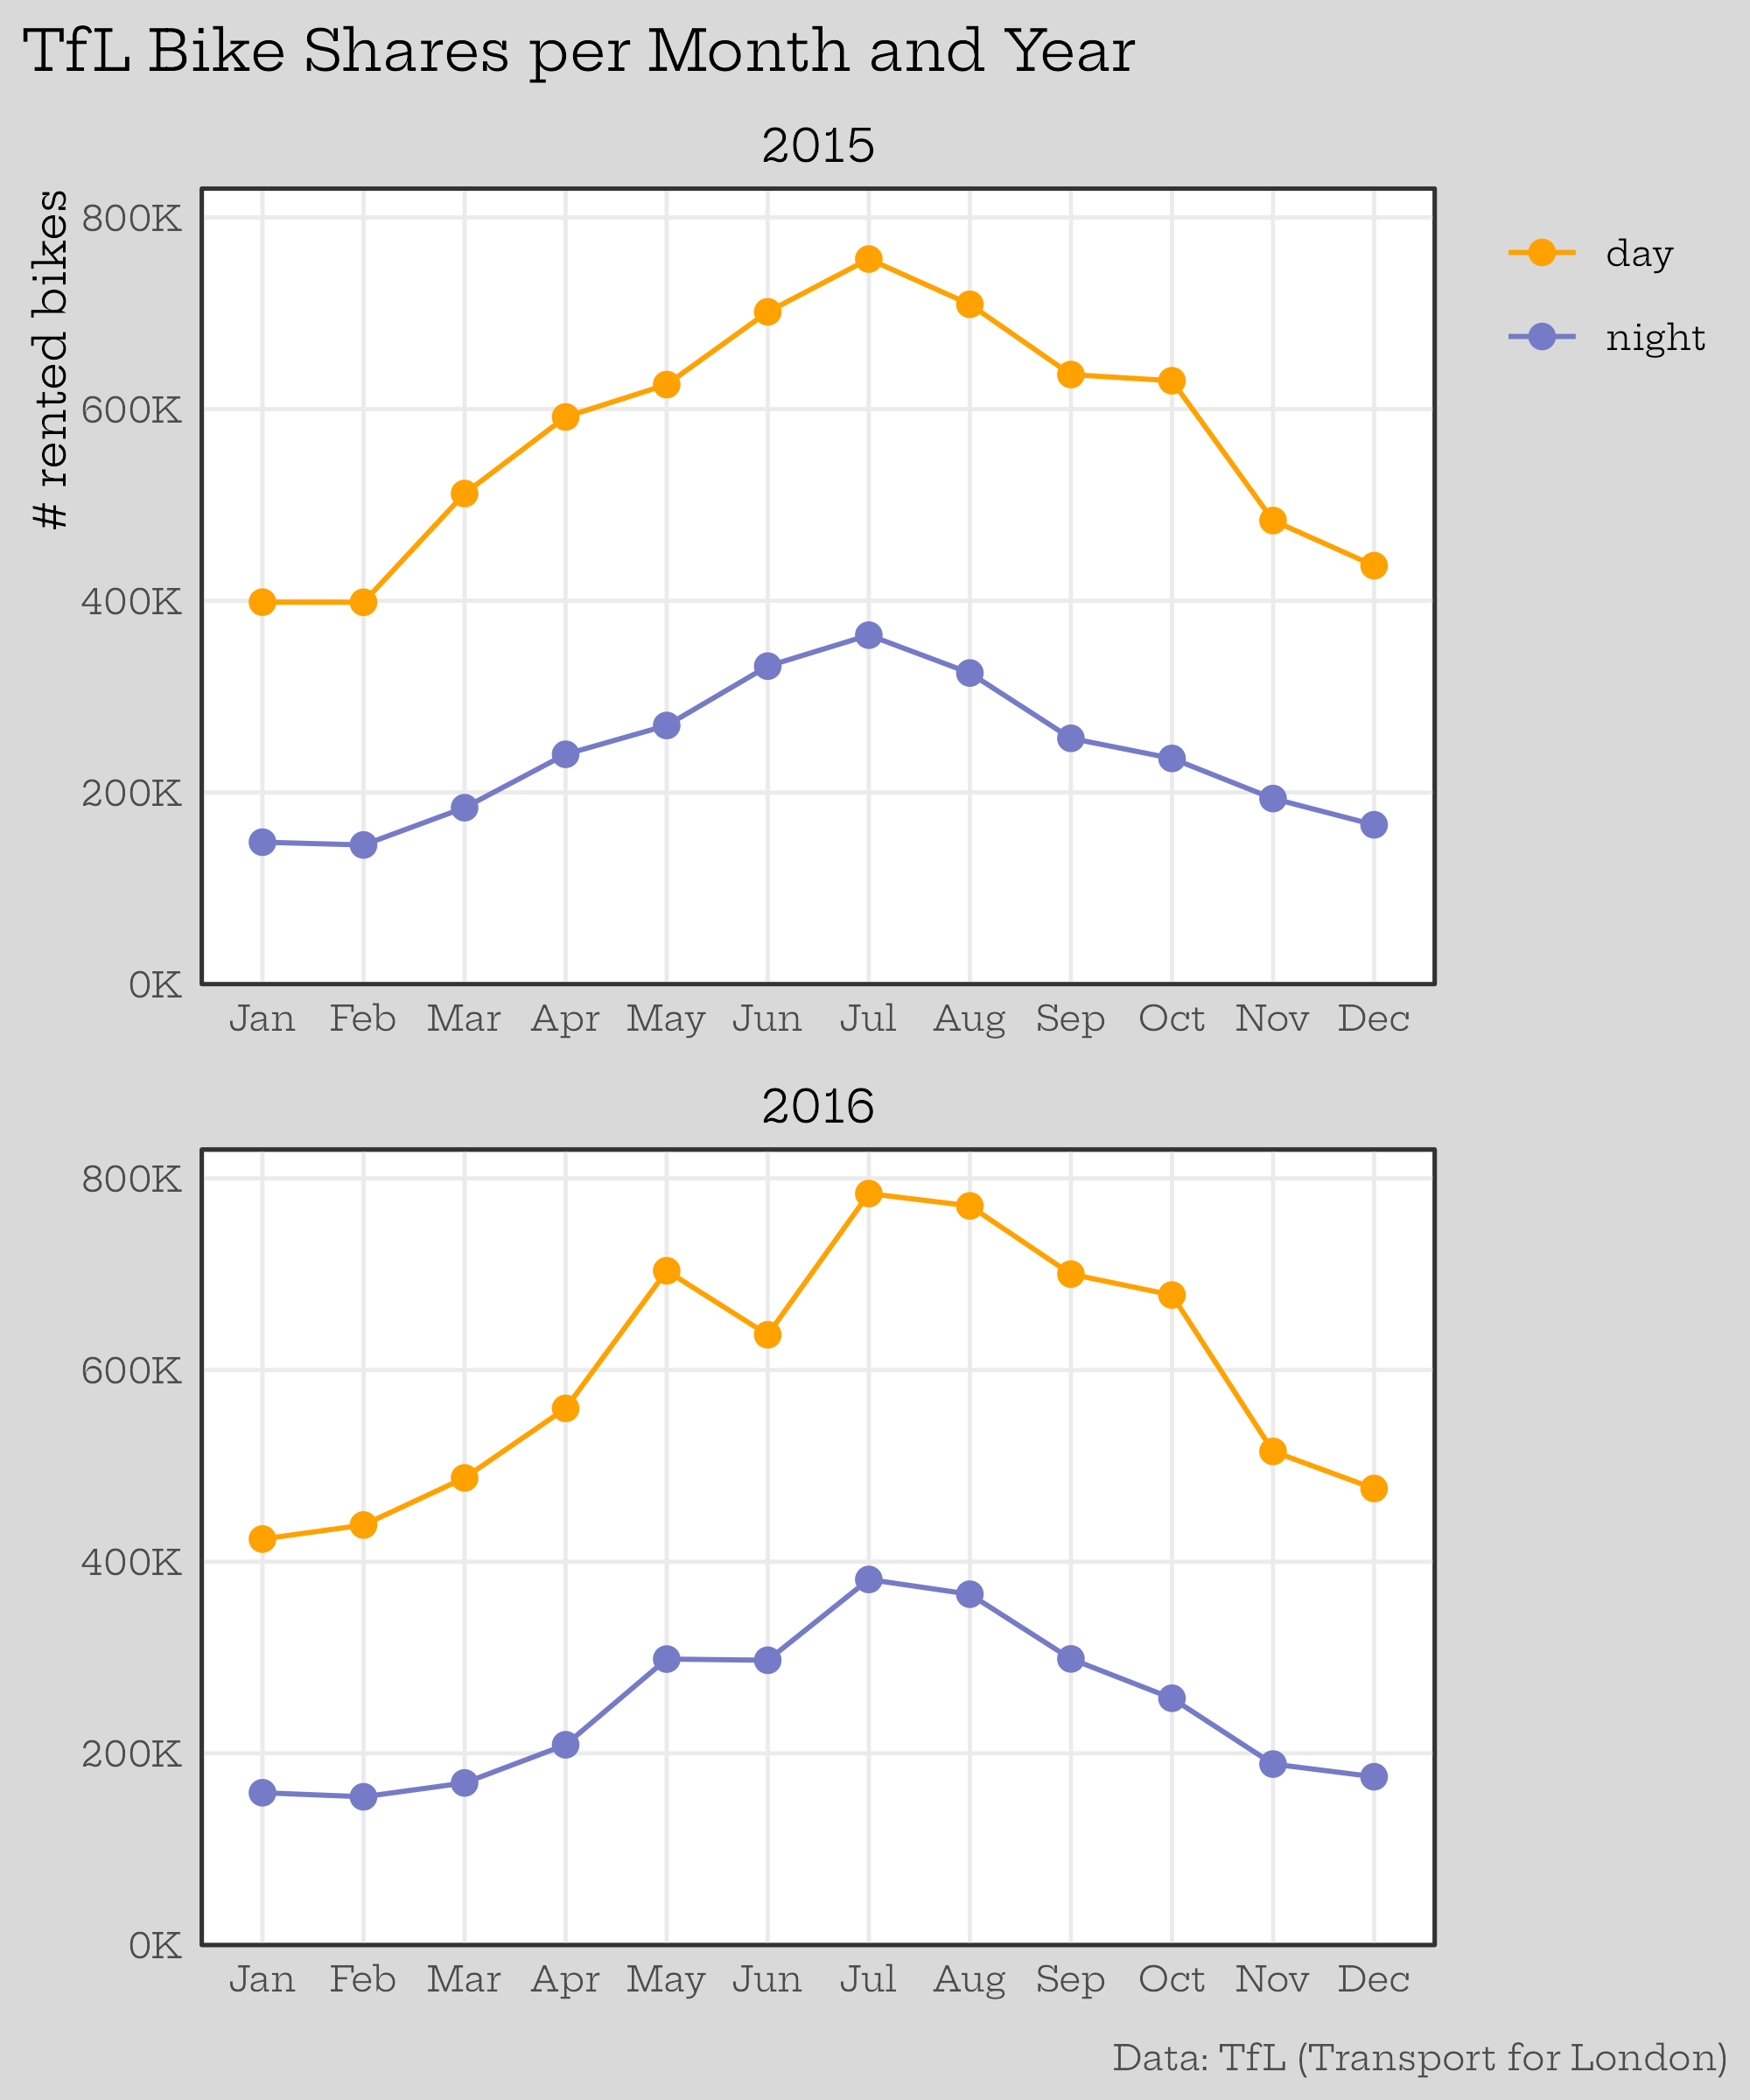 TfL Bike Shares per Month and Year
2015
# rented bikes
800K
600K
400K
200K
0K
Jan Feb Mar Apr May Jun Jul Aug Sep Oct Nov Dec
day
night
2016
800K
600K
400K
200K
0K
Jan Feb Mar Apr May Jun Jul Aug Sep Oct Nov Dec
Data: TfL (Transport for London)